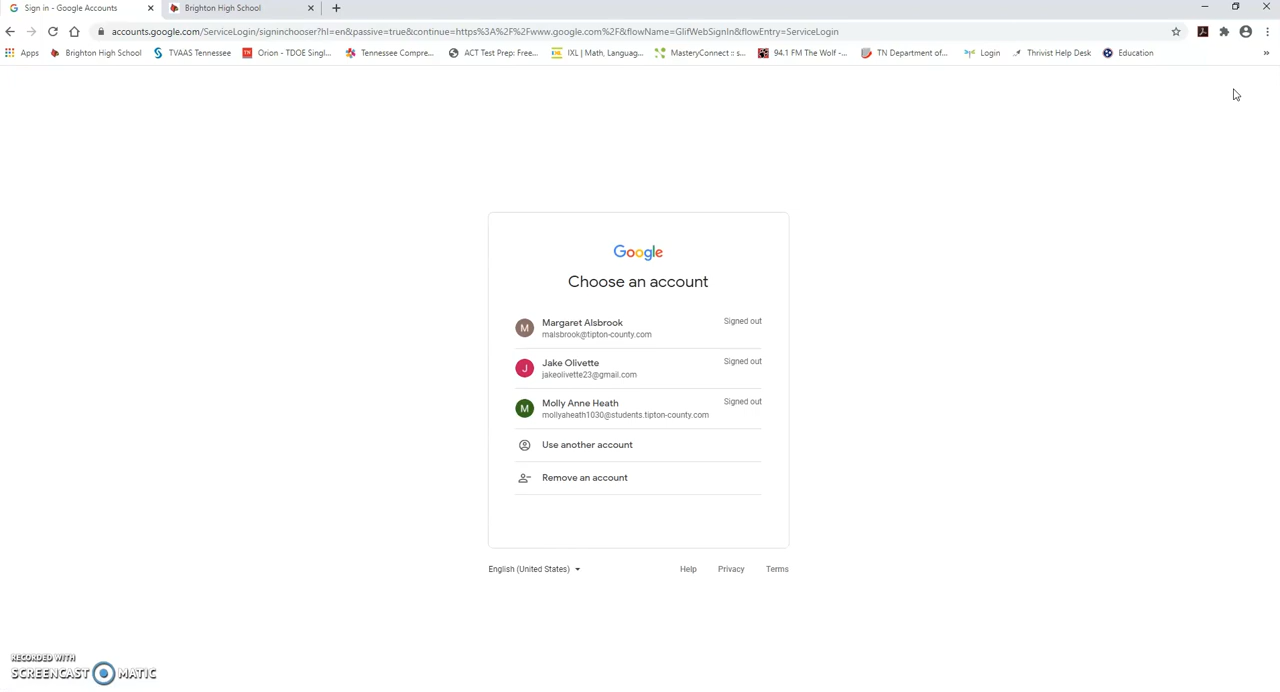 Sign in - Google Accounts
Brighton High School
accounts.google.com/ServiceLogin/signinchooser?hl=en&passive=true&continue=https%3A%2F%2Fwww.google.com%2F&flowName=GlifWebSignIn&flowEntry=ServiceLogin
Apps Brighton High School TVAAS Tennessee Orion - TDOE Singl... Tennessee Compre... ACT Test Prep: Free... IXL | Math, Languag... MasteryConnect :: s... 94.1 FM The Wolf -... TN Department of... Login Thrivist Help Desk Education »
Google
Choose an account
M Margaret Alsbrook Signed out
malsbrook@tipton-county.com
J Jake Olivette Signed out
jakeolivette23@gmail.com
M Molly Anne Heath Signed out
mollyaheath1030@students.tipton-county.com
Use another account
Remove an account
English (United States) Help Privacy Terms
RECORDED WITH
SCREENCAST MATIC